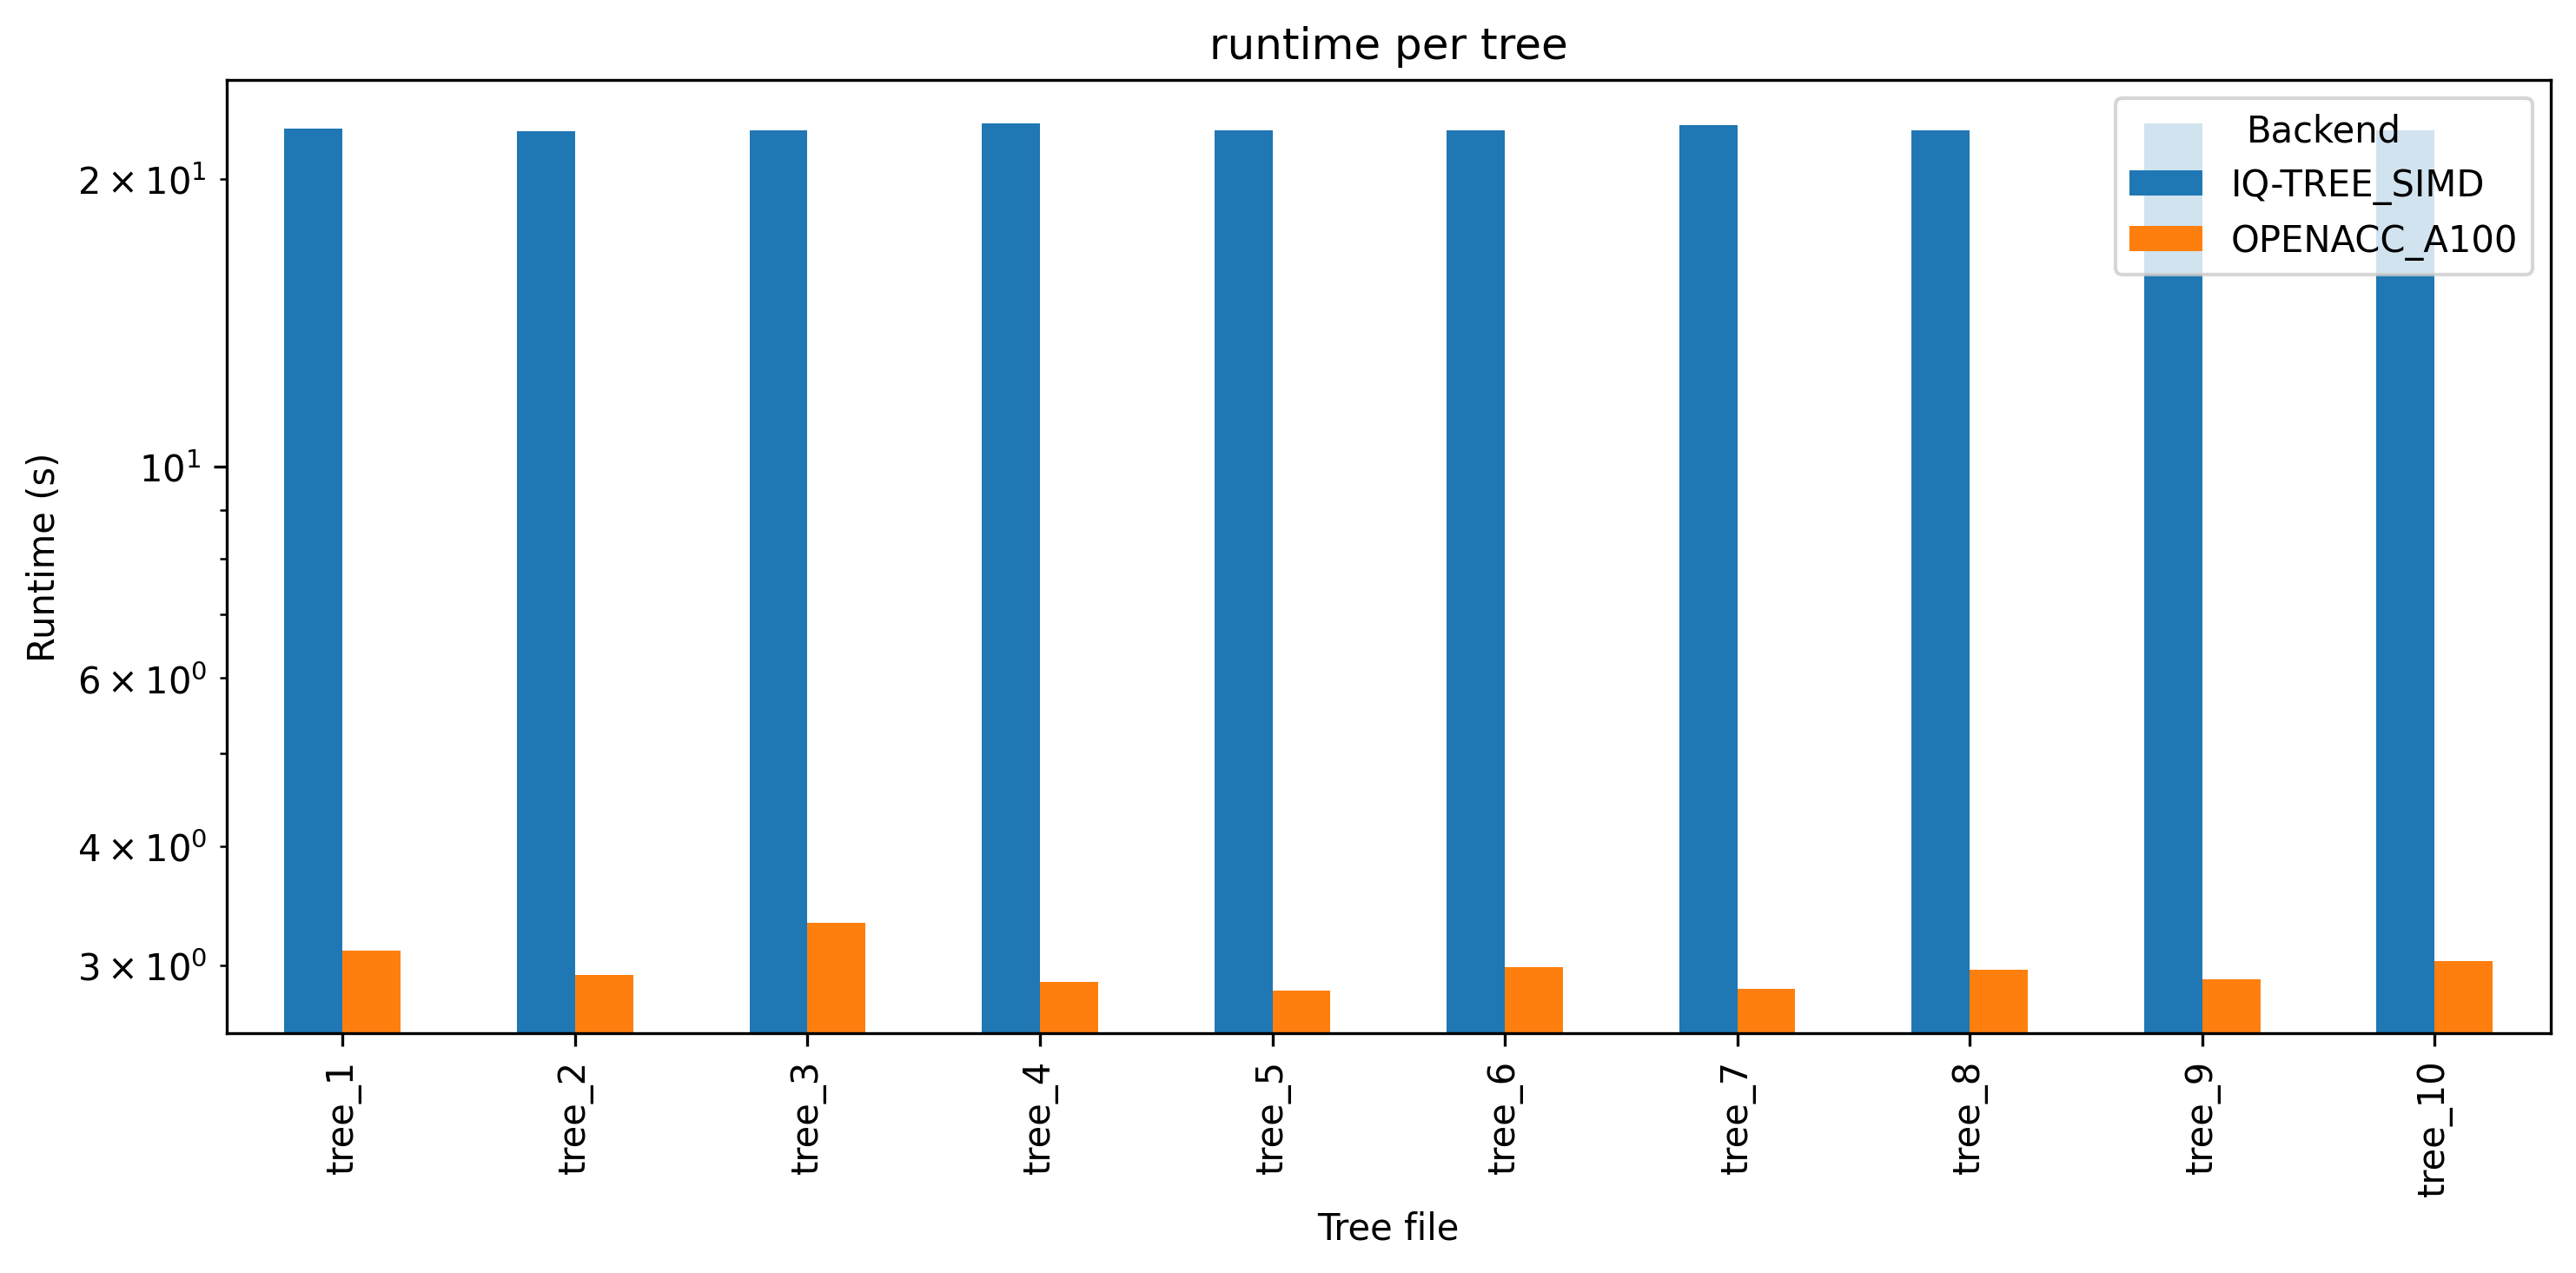 runtime per tree
Backend
IQ-TREE_SIMD
OPENACC_A100
Runtime (s)
2 × 10¹
10¹
6 × 10⁰
4 × 10⁰
3 × 10⁰
tree_1
tree_2
tree_3
tree_4
tree_5
tree_6
tree_7
tree_8
tree_9
tree_10
Tree file